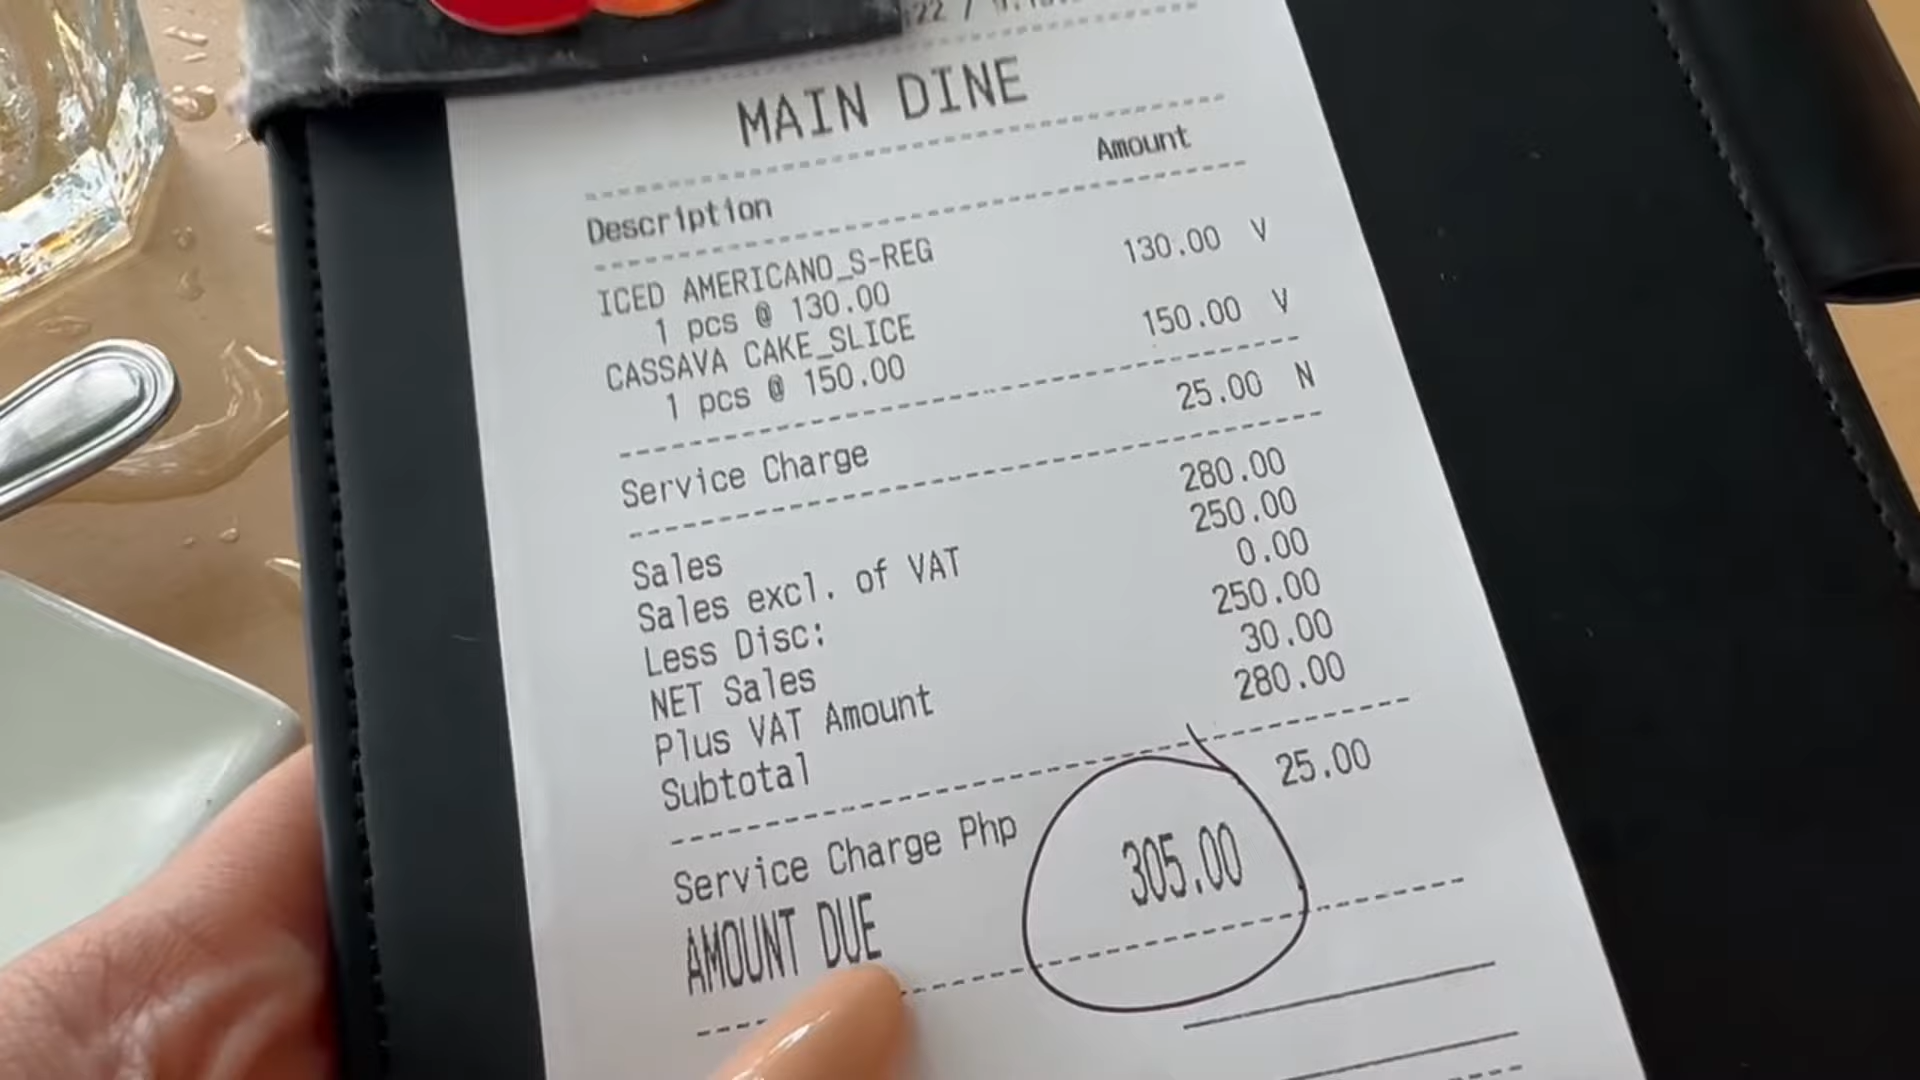 MAIN DINE
Description Amount
ICED AMERICANO_S-REG 130.00 V
1 pcs @ 130.00
CASSAVA CAKE_SLICE 150.00 V
1 pcs @ 150.00
Service Charge 25.00 N
Sales 280.00
Sales excl. of VAT 250.00
Less Disc: 0.00
NET Sales 250.00
Plus VAT Amount 30.00
Subtotal 280.00
Service Charge Php 25.00
AMOUNT DUE 305.00